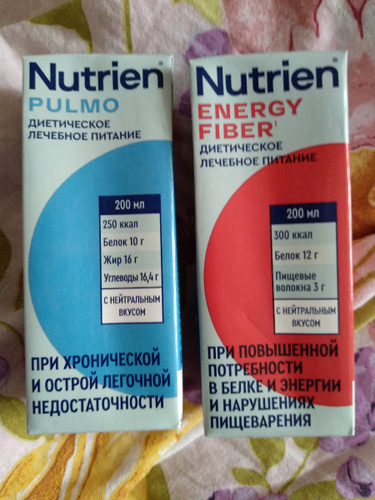 Nutrien®
PULMO
ДИЕТИЧЕСКОЕ
ЛЕЧЕБНОЕ ПИТАНИЕ
200 мл
250 ккал
Белок 10 г
Жир 16 г
Углеводы 16,4 г
С НЕЙТРАЛЬНЫМ
ВКУСОМ
ПРИ ХРОНИЧЕСКОЙ
И ОСТРОЙ ЛЕГОЧНОЙ
НЕДОСТАТОЧНОСТИ
Nutrien®
ENERGY
FIBER¹
ДИЕТИЧЕСКОЕ
ЛЕЧЕБНОЕ ПИТАНИЕ
200 мл
300 ккал
Белок 12 г
Пищевые
волокна 3 г
С НЕЙТРАЛЬНЫМ
ВКУСОМ
ПРИ ПОВЫШЕННОЙ
ПОТРЕБНОСТИ
В БЕЛКЕ И ЭНЕРГИИ
И НАРУШЕНИЯХ
ПИЩЕВАРЕНИЯ